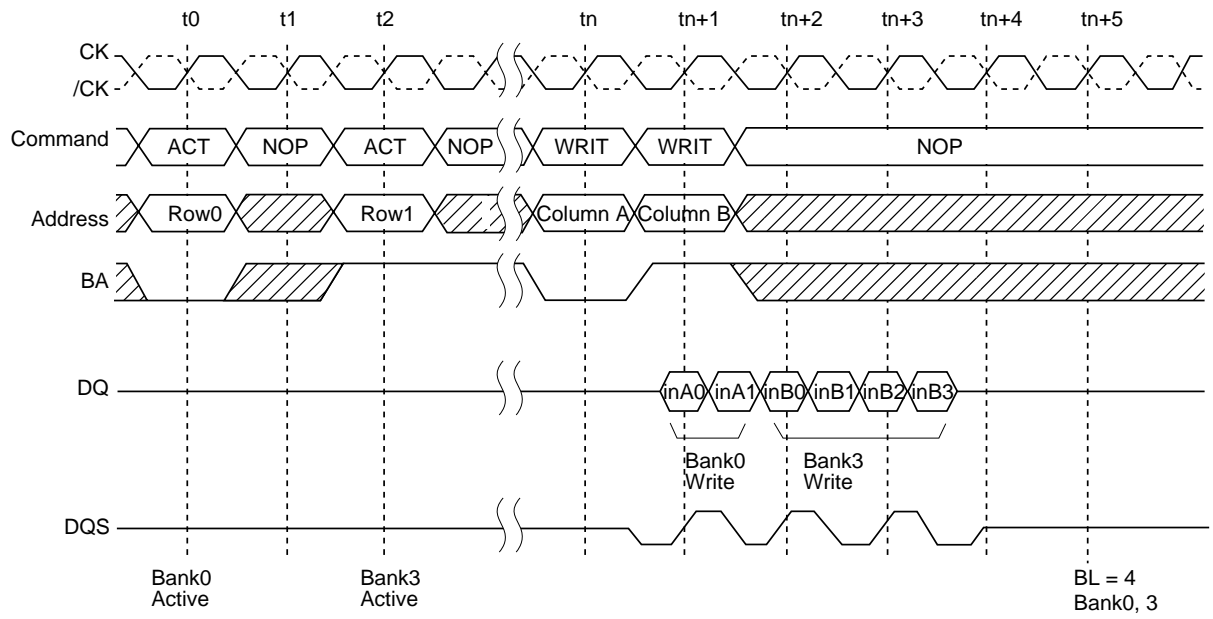 t0 t1 t2 tn tn+1 tn+2 tn+3 tn+4 tn+5
CK
/CK
Command ACT NOP ACT NOP WRIT WRIT NOP
Address Row0 Row1 Column A Column B
BA
DQ inA0 inA1 inB0 inB1 inB2 inB3
Bank0 Bank3
Write Write
DQS
Bank0 Bank3 BL = 4
Active Active Bank0, 3